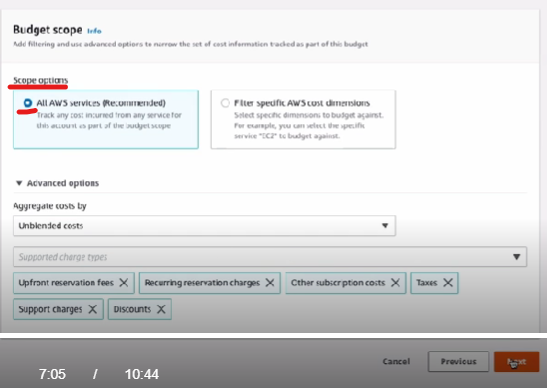 Budget scope Info
Add filtering and use advanced options to narrow the set of cost information tracked as part of this budget
Scope options
All AWS services (Recommended)
Track any cost incurred from any service for
this account as part of the budget scope
Filter specific AWS cost dimensions
Select specific dimensions to budget against.
For example, you can select the specific
service "EC2" to budget against.
▼ Advanced options
Aggregate costs by
Unblended costs
Supported charge types
Upfront reservation fees
Recurring reservation charges
Other subscription costs
Taxes
Support charges
Discounts
Cancel
Previous
Next
7:05 / 10:44